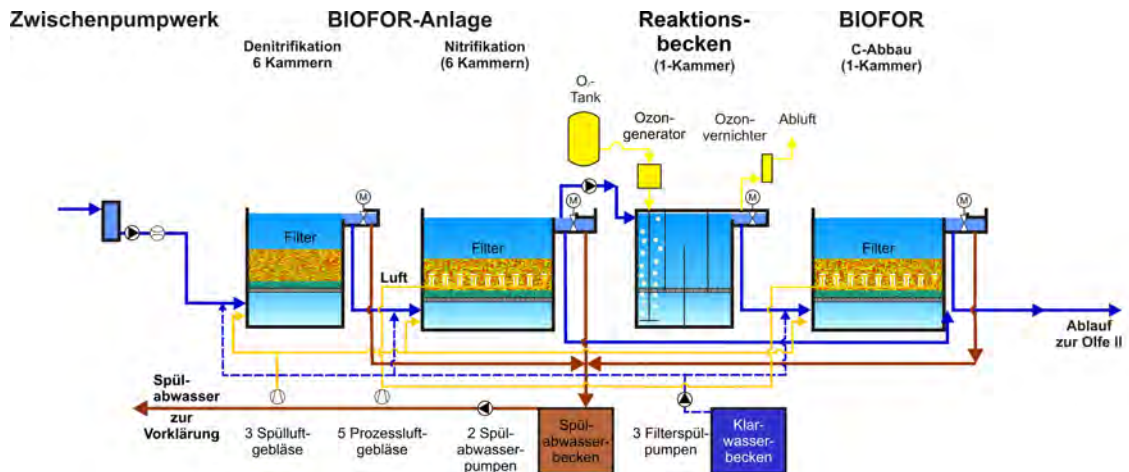 Zwischenpumpwerk
BIOFOR-Anlage
Reaktions-
becken
BIOFOR
Denitrifikation
6 Kammern
Nitrifikation
(6 Kammern)
(1-Kammer)
C-Abbau
(1-Kammer)
O₂-
Tank
Ozon-
generator
Ozon-
vernichter
Abluft
M
M
M
M
Filter
Filter
Filter
Luft
Ablauf
zur Olfe II
Spül-
abwasser
zur
Vorklärung
3 Spülluft-
gebläse
5 Prozessluft-
gebläse
2 Spül-
abwasser-
pumpen
Spül-
abwasser-
becken
3 Filterspül-
pumpen
Klar-
wasser-
becken